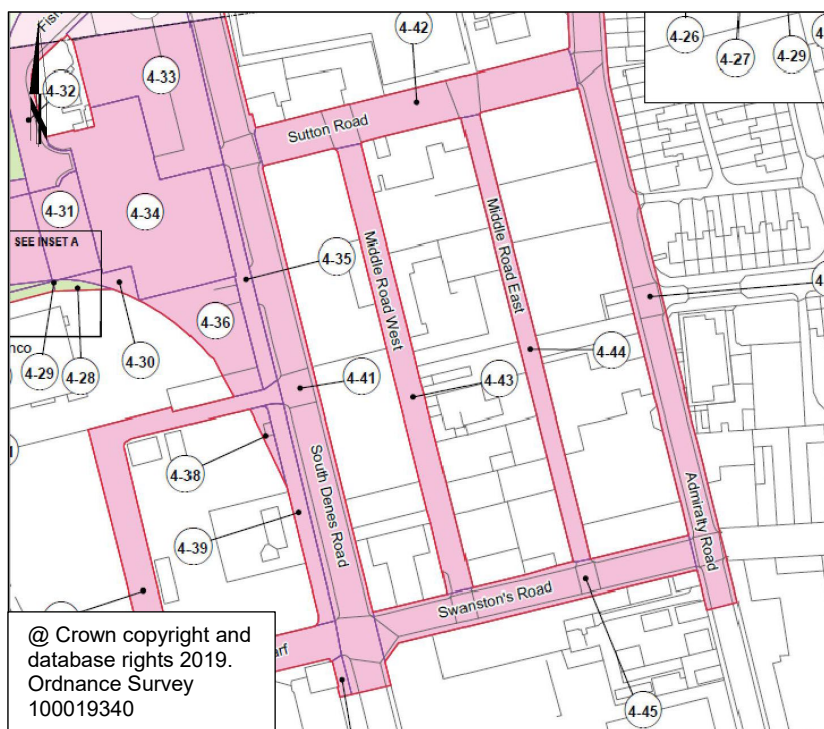 Fish
4-42
4-26
4-27
4-29
4-33
4-32
Sutton Road
4-31
4-34
SEE INSET A
4-35
Middle Road West
Middle Road East
4-36
nco
4-30
4-29
4-28
4-41
4-43
4-44
4-38
South Denes Road
Admiralty Road
4-39
Swanston's Road
arf
4-45
@ Crown copyright and
database rights 2019.
Ordnance Survey
100019340